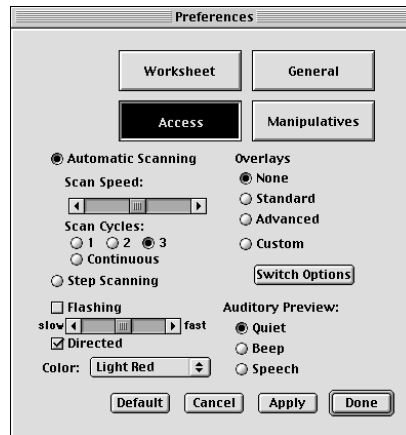 Preferences
Worksheet General
Access Manipulatives
Automatic Scanning Overlays
None
Scan Speed:
Standard
Advanced
Scan Cycles:
1 2 3 Custom
Continuous
Step Scanning Switch Options
Flashing Auditory Preview:
slow fast Quiet
Directed Beep
Color: Light Red Speech
Default Cancel Apply Done